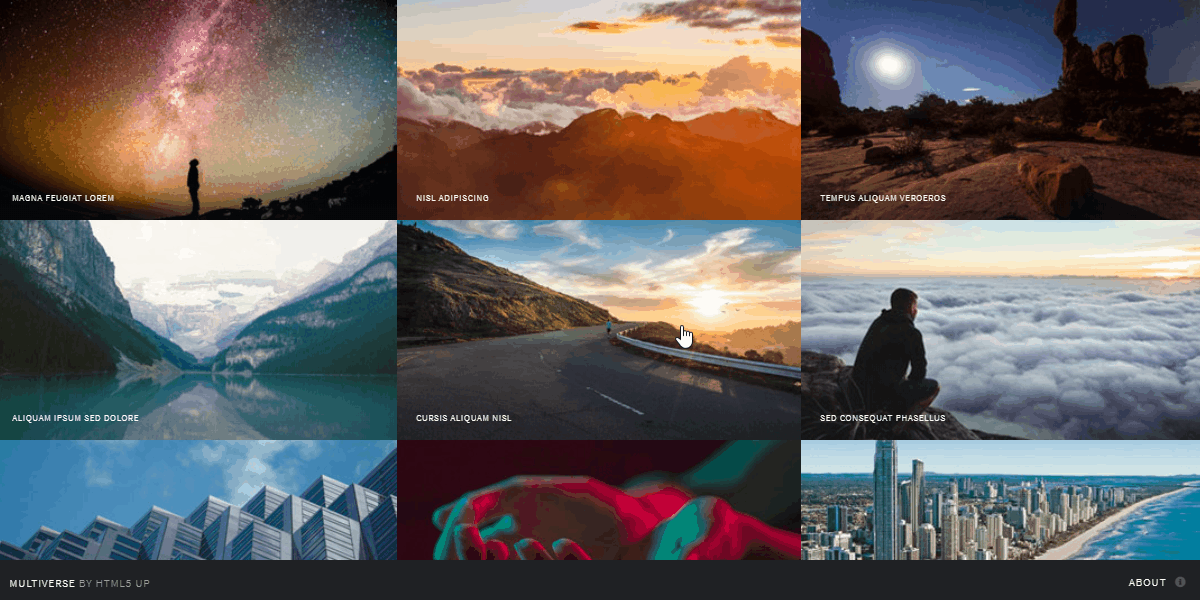 MAGNA FEUGIAT LOREM
NISL ADIPISCING
TEMPUS ALIQUAM VEROEROS
ALIQUAM IPSUM SED DOLORE
CURSIS ALIQUAM NISL
SED CONSEQUAT PHASELLUS
MULTIVERSE BY HTML5 UP
ABOUT